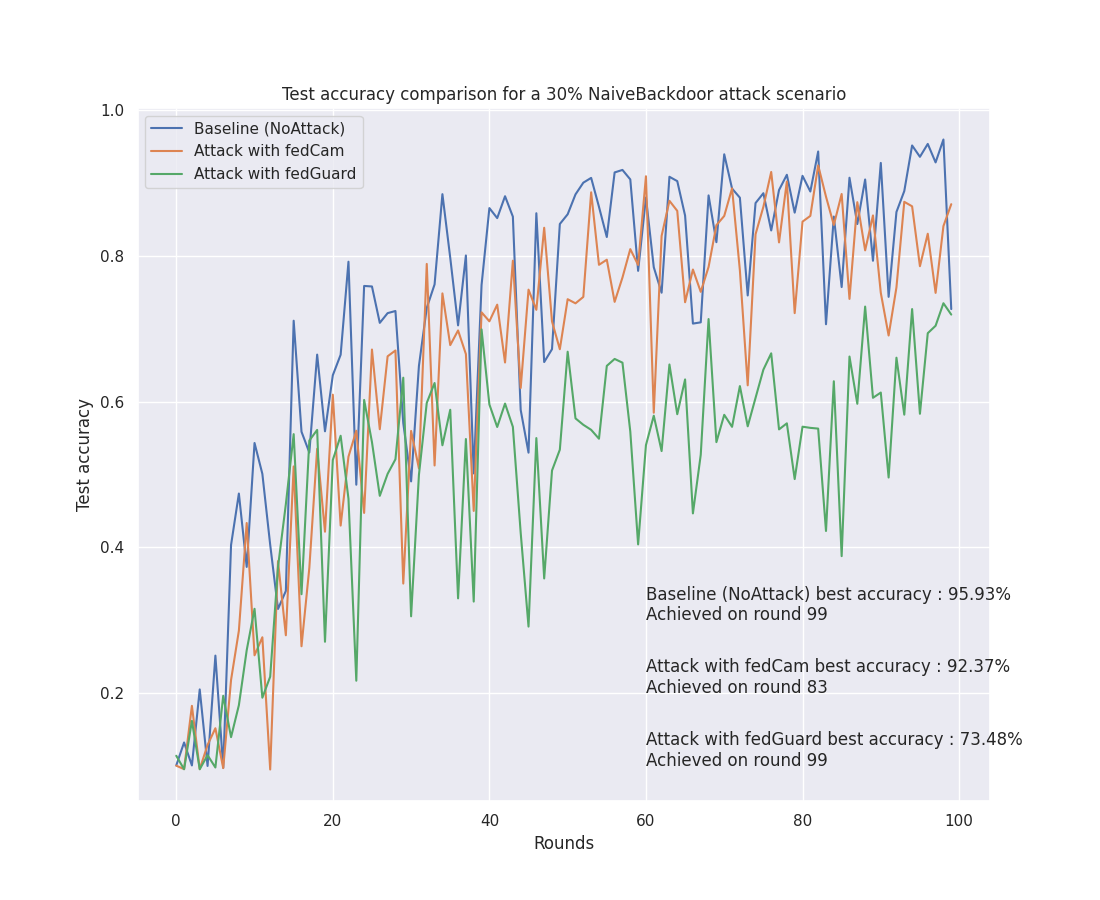 Test accuracy comparison for a 30% NaiveBackdoor attack scenario
1.0
Baseline (NoAttack)
Attack with fedCam
Attack with fedGuard
0.8
0.6
Test accuracy
0.4
Baseline (NoAttack) best accuracy : 95.93%
Achieved on round 99
Attack with fedCam best accuracy : 92.37%
Achieved on round 83
0.2
Attack with fedGuard best accuracy : 73.48%
Achieved on round 99
0 20 40 60 80 100
Rounds